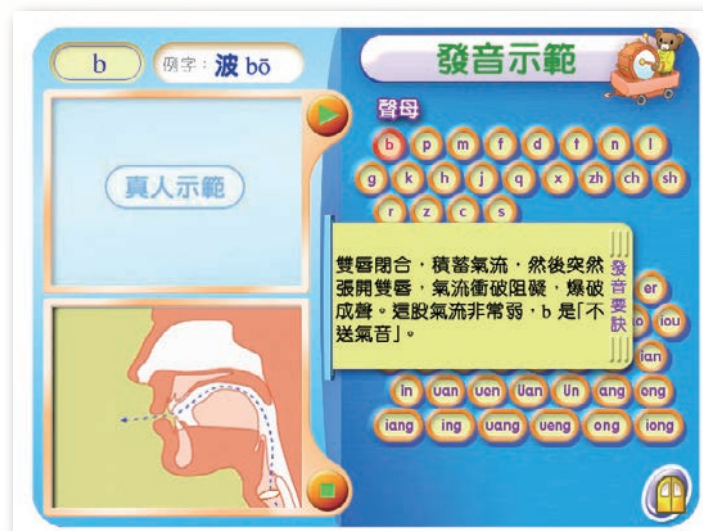 b
例字：波 bō
發音示範
真人示範
聲母
b p m f d t n l
g k h j q x zh ch sh
r z c s
發音要訣
雙唇閉合，積蓄氣流，然後突然
張開雙唇，氣流衝破阻礙，爆破
成聲。這股氣流非常弱，b 是「不
送氣音」。
er
iou
ian
in uan uen üan ün ang eng
iang ing uang ueng ong iong